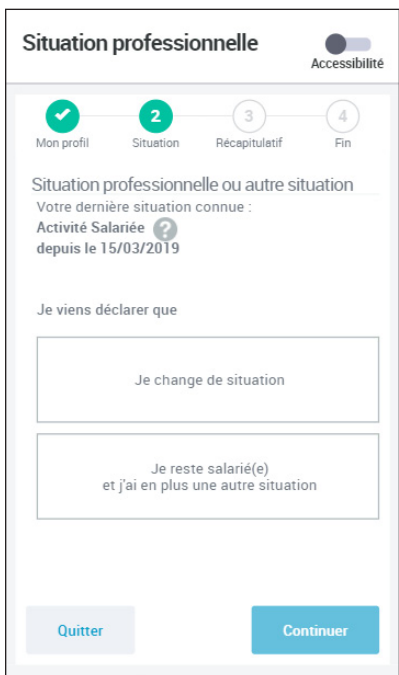 Situation professionnelle
Accessibilité
2
3
4
Mon profil
Situation
Récapitulatif
Fin
Situation professionnelle ou autre situation
Votre dernière situation connue :
Activité Salariée ?
depuis le 15/03/2019
Je viens déclarer que
Je change de situation
Je reste salarié(e)
et j'ai en plus une autre situation
Quitter
Continuer